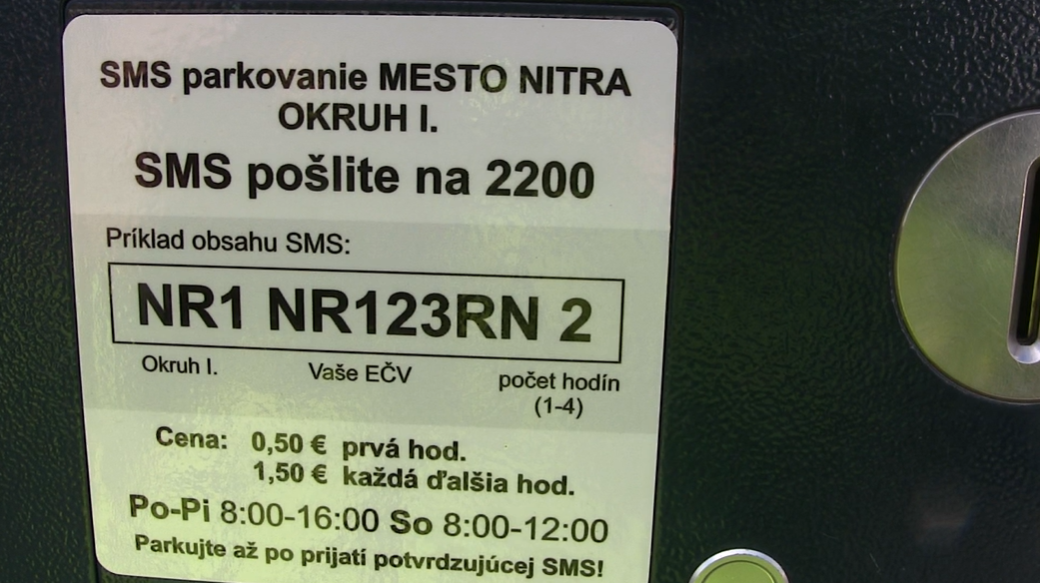 SMS parkovanie MESTO NITRA
OKRUH I.
SMS pošlite na 2200
Príklad obsahu SMS:
NR1 NR123RN 2
Okruh I. Vaše EČV počet hodín
(1-4)
Cena: 0,50 € prvá hod.
1,50 € každá ďalšia hod.
Po-Pi 8:00-16:00 So 8:00-12:00
Parkujte až po prijatí potvrdzujúcej SMS!